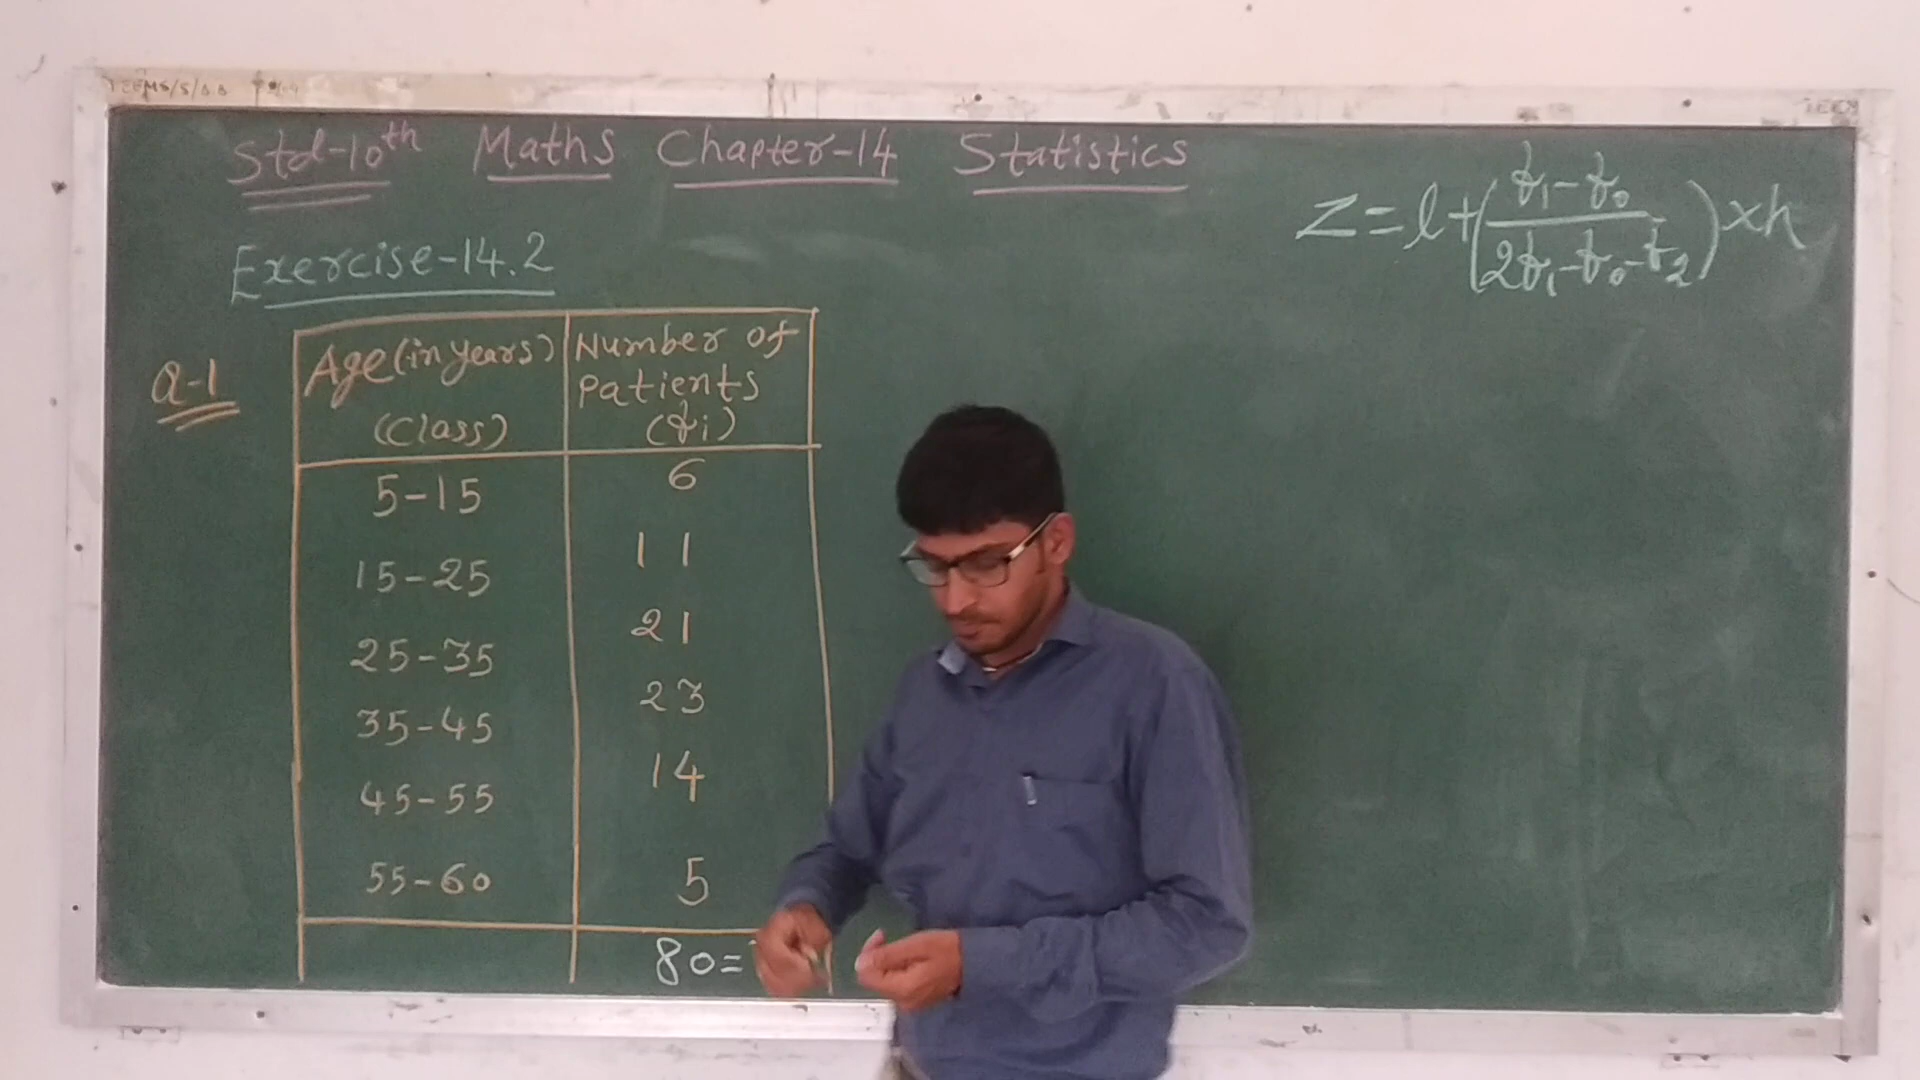 Std-10th Maths Chapter-14 Statistics
Z = l + (f₁ - f₀ / 2f₁ - f₀ - f₂) × h
Exercise-14.2
Q-1
Age (in years) (Class) Number of Patients (fi)
5-15 6
15-25 11
25-35 21
35-45 23
45-55 14
55-60 5
80=